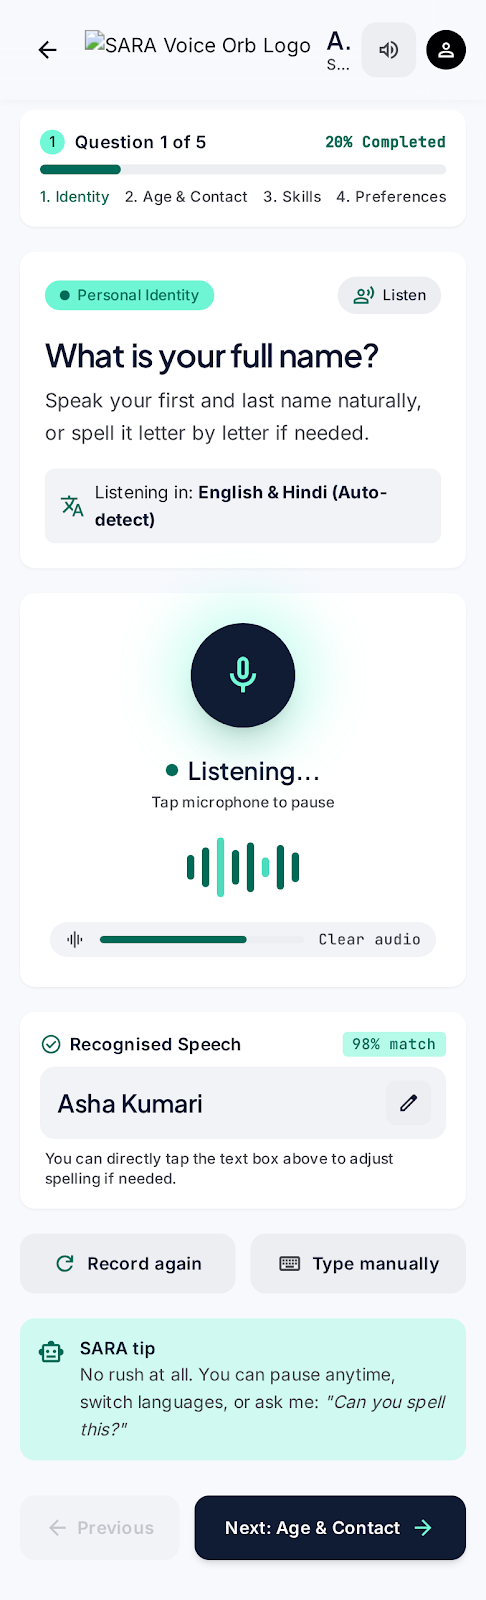 SARA Voice Orb Logo
A...
S...
1 Question 1 of 5
20% Completed
1. Identity 2. Age & Contact 3. Skills 4. Preferences
Personal Identity
Listen
What is your full name?
Speak your first and last name naturally,
or spell it letter by letter if needed.
Listening in: English & Hindi (Auto-
detect)
Listening...
Tap microphone to pause
Clear audio
Recognised Speech
98% match
Asha Kumari
You can directly tap the text box above to adjust
spelling if needed.
Record again
Type manually
SARA tip
No rush at all. You can pause anytime,
switch languages, or ask me: "Can you spell
this?"
Previous
Next: Age & Contact